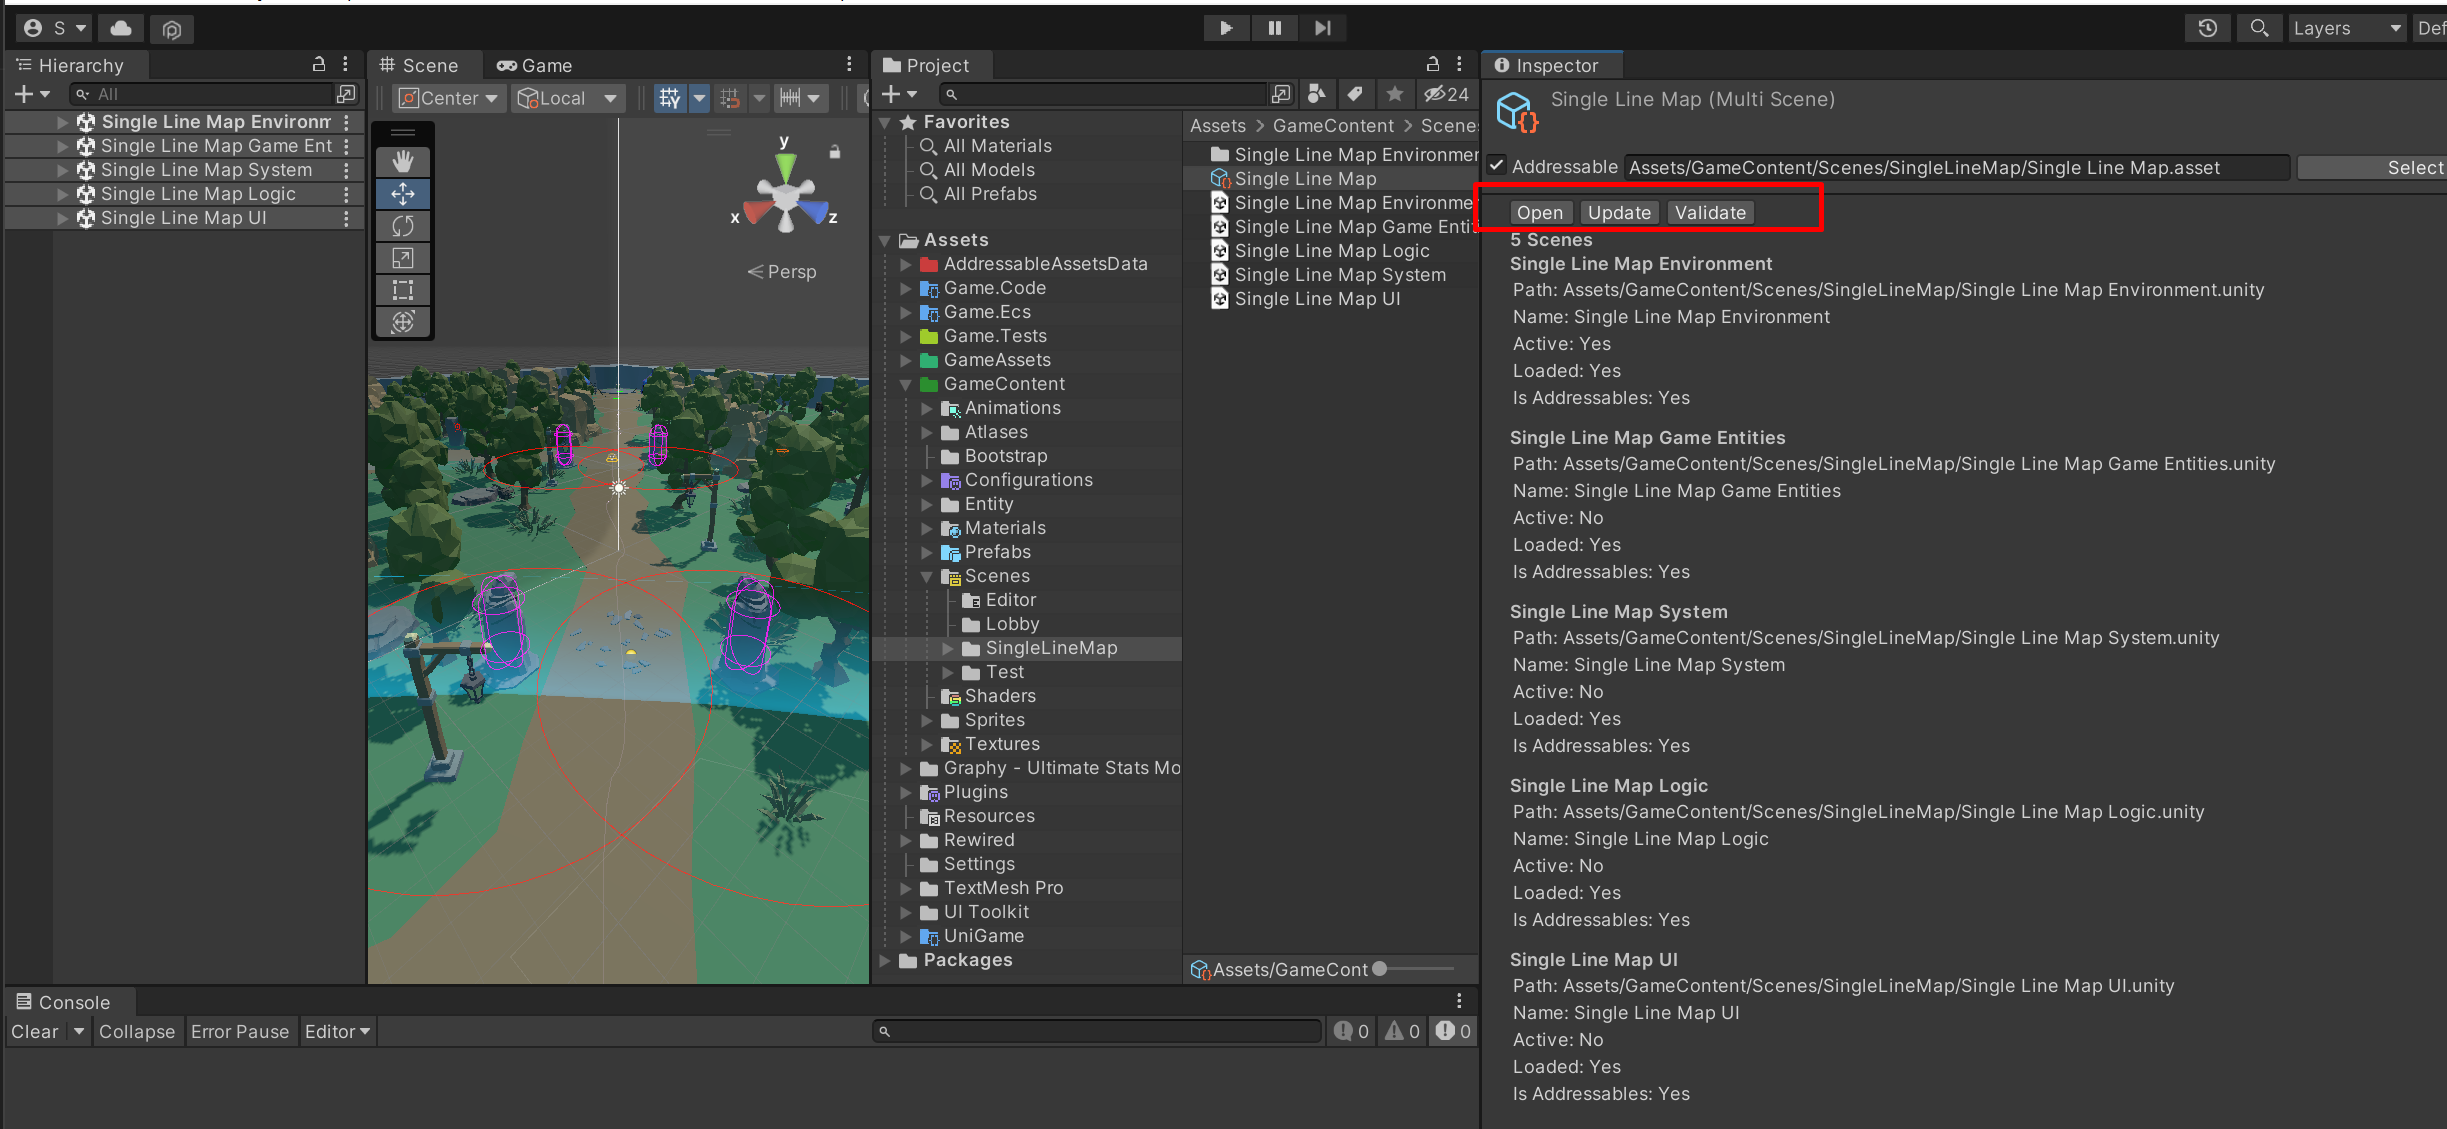 S
Layers
Def
Hierarchy
All
Single Line Map Environm
Single Line Map Game Ent
Single Line Map System
Single Line Map Logic
Single Line Map UI
Scene
Game
Center
Local
y
x
z
Persp
Project
24
Favorites
All Materials
All Models
All Prefabs
Assets
AddressableAssetsData
Game.Code
Game.Ecs
Game.Tests
GameAssets
GameContent
Animations
Atlases
Bootstrap
Configurations
Entity
Materials
Prefabs
Scenes
Editor
Lobby
SingleLineMap
Test
Shaders
Sprites
Textures
Graphy - Ultimate Stats Mo
Plugins
Resources
Rewired
Settings
TextMesh Pro
UI Toolkit
UniGame
Packages
Assets > GameContent > Scene
Single Line Map Environmer
Single Line Map
Single Line Map Environme
Single Line Map Game Entit
Single Line Map Logic
Single Line Map System
Single Line Map UI
Assets/GameCont
Inspector
Single Line Map (Multi Scene)
Addressable Assets/GameContent/Scenes/SingleLineMap/Single Line Map.asset Select
Open Update Validate
5 Scenes
Single Line Map Environment
Path: Assets/GameContent/Scenes/SingleLineMap/Single Line Map Environment.unity
Name: Single Line Map Environment
Active: Yes
Loaded: Yes
Is Addressables: Yes
Single Line Map Game Entities
Path: Assets/GameContent/Scenes/SingleLineMap/Single Line Map Game Entities.unity
Name: Single Line Map Game Entities
Active: No
Loaded: Yes
Is Addressables: Yes
Single Line Map System
Path: Assets/GameContent/Scenes/SingleLineMap/Single Line Map System.unity
Name: Single Line Map System
Active: No
Loaded: Yes
Is Addressables: Yes
Single Line Map Logic
Path: Assets/GameContent/Scenes/SingleLineMap/Single Line Map Logic.unity
Name: Single Line Map Logic
Active: No
Loaded: Yes
Is Addressables: Yes
Single Line Map UI
Path: Assets/GameContent/Scenes/SingleLineMap/Single Line Map UI.unity
Name: Single Line Map UI
Active: No
Loaded: Yes
Is Addressables: Yes
Console
Clear Collapse Error Pause Editor
0 0 0